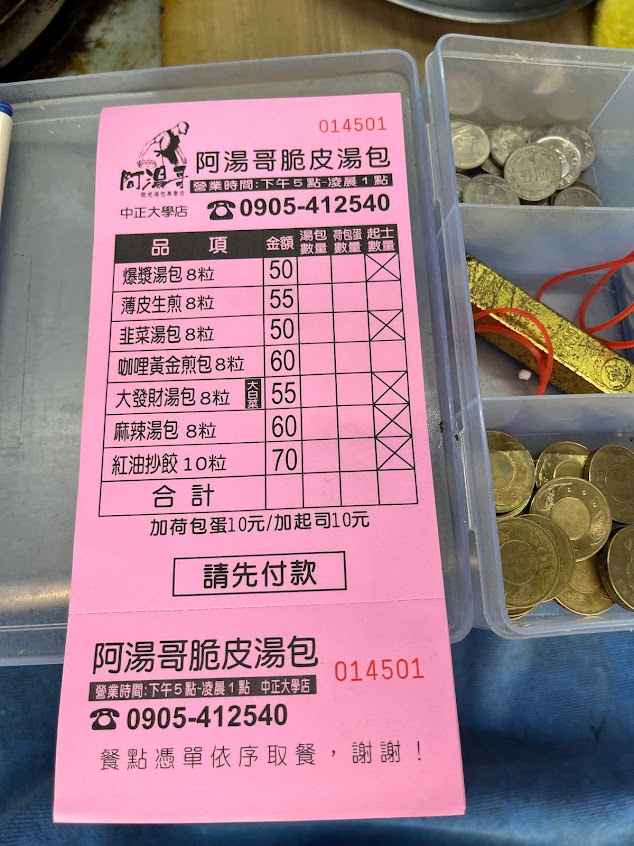 014501
阿湯哥
脆皮湯包專賣店
阿湯哥脆皮湯包
營業時間:下午5點-凌晨1點
中正大學店 ☎0905-412540
品項 金額 湯包數量 荷包蛋數量 起士數量
爆漿湯包8粒 50
薄皮生煎8粒 55
韭菜湯包8粒 50
咖哩黃金煎包8粒 60
大發財湯包8粒 大白菜 55
麻辣湯包 8粒 60
紅油抄餃 10粒 70
合計
加荷包蛋10元/加起司10元
請先付款
阿湯哥脆皮湯包
014501
營業時間:下午5點-凌晨1點 中正大學店
☎0905-412540
餐點憑單依序取餐，謝謝！